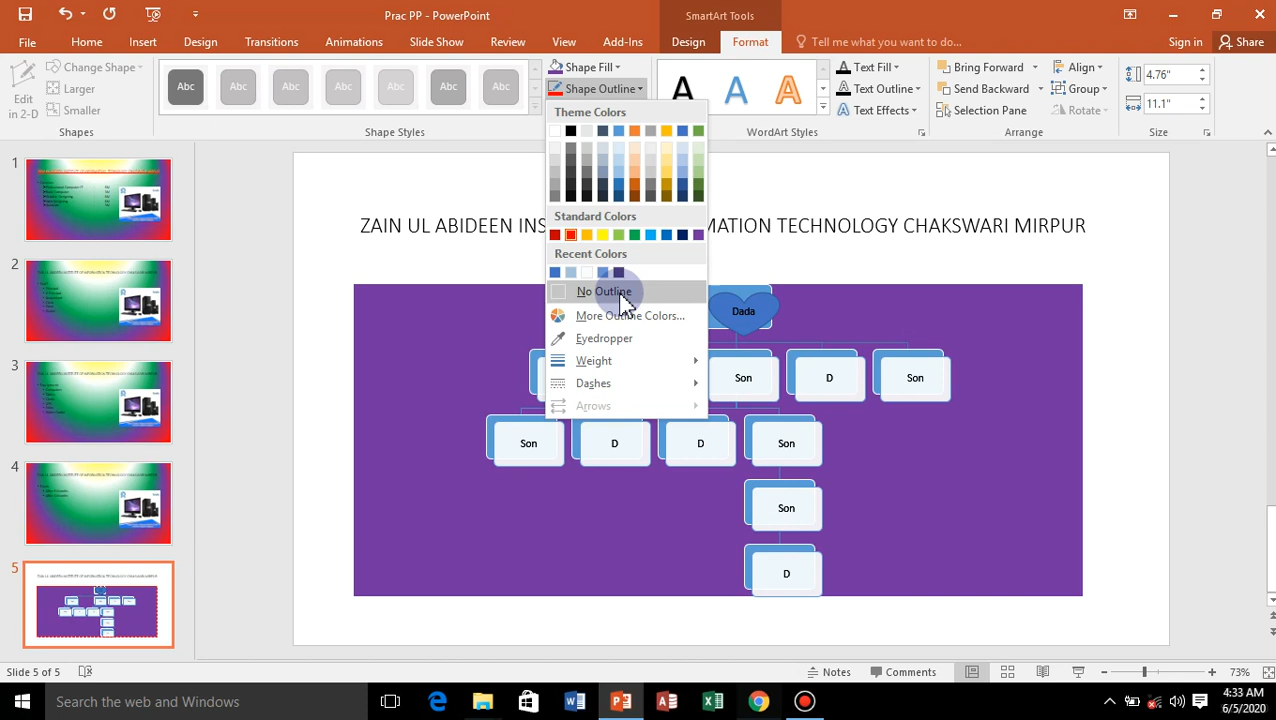 Prac PP - PowerPoint
SmartArt Tools
File Home Insert Design Transitions Animations Slide Show Review View Add-Ins Design Format Tell me what you want to do... Sign in Share
Edit in 2-D
Change Shape
Larger
Smaller
Shapes
Abc Abc Abc Abc Abc Abc Abc
Shape Styles
Shape Fill
Shape Outline
A A A
Text Fill
Text Outline
Text Effects
WordArt Styles
Bring Forward
Send Backward
Selection Pane
Align
Group
Rotate
Arrange
4.76"
11.1"
Size
Theme Colors
Standard Colors
Recent Colors
No Outline
More Outline Colors...
Eyedropper
Weight
Dashes
Arrows
1
2
3
4
5
ZAIN UL ABIDEEN INS
MATION TECHNOLOGY CHAKSWARI MIRPUR
Dada
Son D Son
Son D D Son
Son
D
Slide 5 of 5
Notes
Comments
73%
Search the web and Windows
4:33 AM
6/5/2020